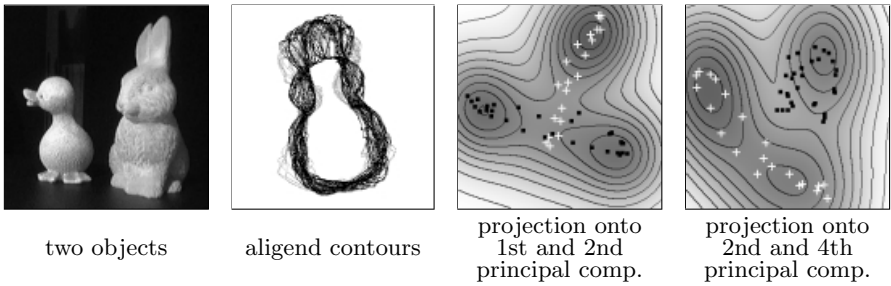 two objects
aligend contours
projection onto
1st and 2nd
principal comp.
projection onto
2nd and 4th
principal comp.